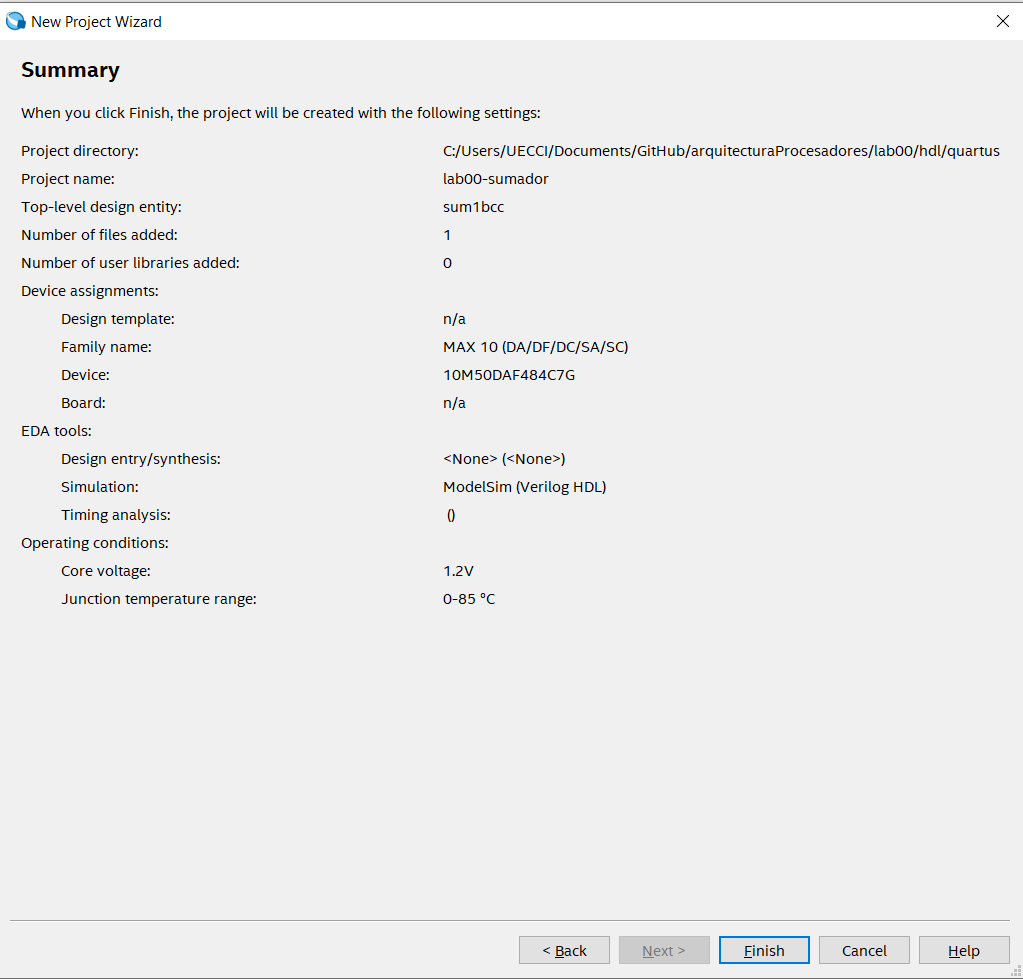 New Project Wizard
Summary
When you click Finish, the project will be created with the following settings:
Project directory: C:/Users/UECCI/Documents/GitHub/arquitecturaProcesadores/lab00/hdl/quartus
Project name: lab00-sumador
Top-level design entity: sum1bcc
Number of files added: 1
Number of user libraries added: 0
Device assignments:
Design template: n/a
Family name: MAX 10 (DA/DF/DC/SA/SC)
Device: 10M50DAF484C7G
Board: n/a
EDA tools:
Design entry/synthesis: <None> (<None>)
Simulation: ModelSim (Verilog HDL)
Timing analysis: ()
Operating conditions:
Core voltage: 1.2V
Junction temperature range: 0-85 °C
< Back Next > Finish Cancel Help